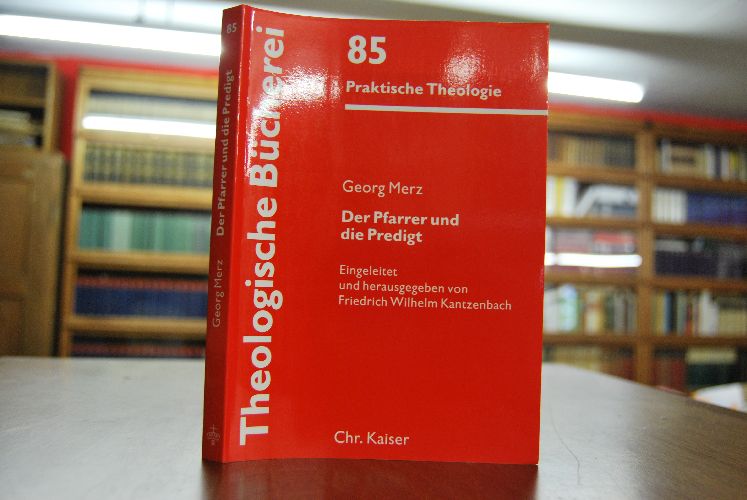 85
Der Pfarrer und die Predigt
Georg Merz
Theologische Bücherei
85
Praktische Theologie
Georg Merz
Der Pfarrer und
die Predigt
Eingeleitet
und herausgegeben von
Friedrich Wilhelm Kantzenbach
Chr. Kaiser